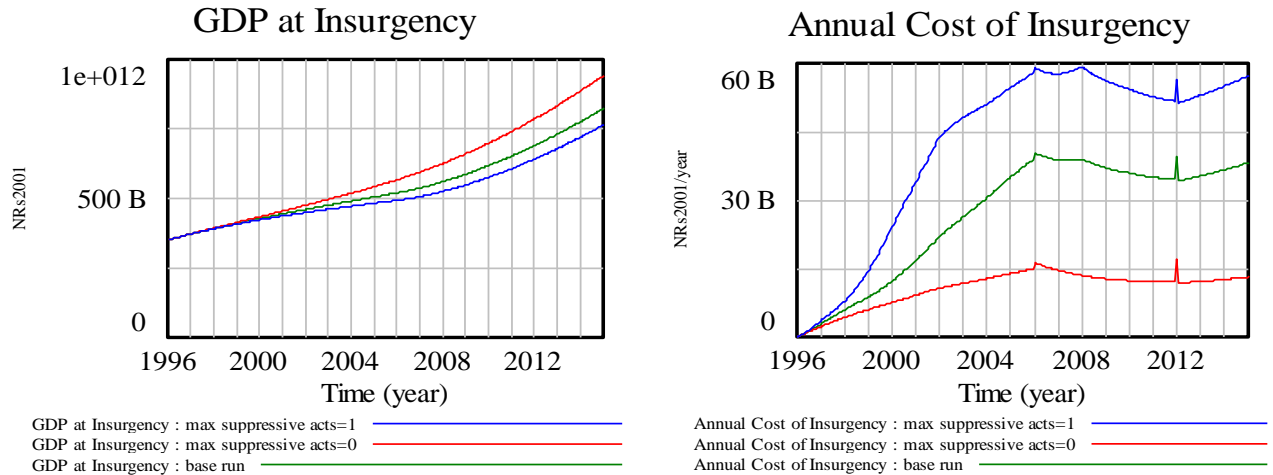 GDP at Insurgency
1e+012
500 B
0
NRs2001
1996 2000 2004 2008 2012
Time (year)
GDP at Insurgency : max suppressive acts=1
GDP at Insurgency : max suppressive acts=0
GDP at Insurgency : base run
Annual Cost of Insurgency
60 B
30 B
0
NRs2001/year
1996 2000 2004 2008 2012
Time (year)
Annual Cost of Insurgency : max suppressive acts=1
Annual Cost of Insurgency : max suppressive acts=0
Annual Cost of Insurgency : base run